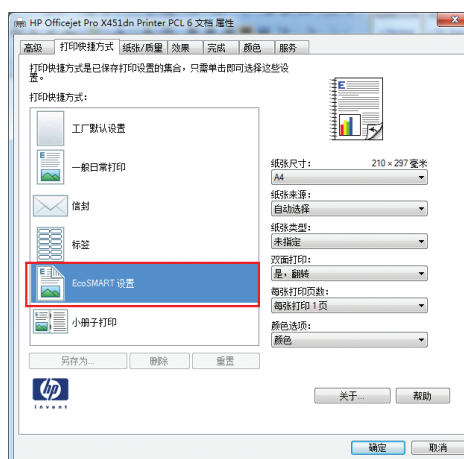 HP Officejet Pro X451dn Printer PCL 6 文档 属性
高级 打印快捷方式 纸张/质量 效果 完成 颜色 服务
打印快捷方式是已保存打印设置的集合，只需单击即可选择这些设
置。
打印快捷方式：
工厂默认设置
一般日常打印
信封
标签
EcoSMART 设置
小册子打印
另存为... 删除 重置
纸张尺寸： 210 × 297 毫米
A4
纸张来源：
自动选择
纸张类型：
未指定
双面打印：
是，翻转
每张打印页数：
每张打印 1 页
颜色选项：
颜色
hp
invent
关于... 帮助
确定 取消